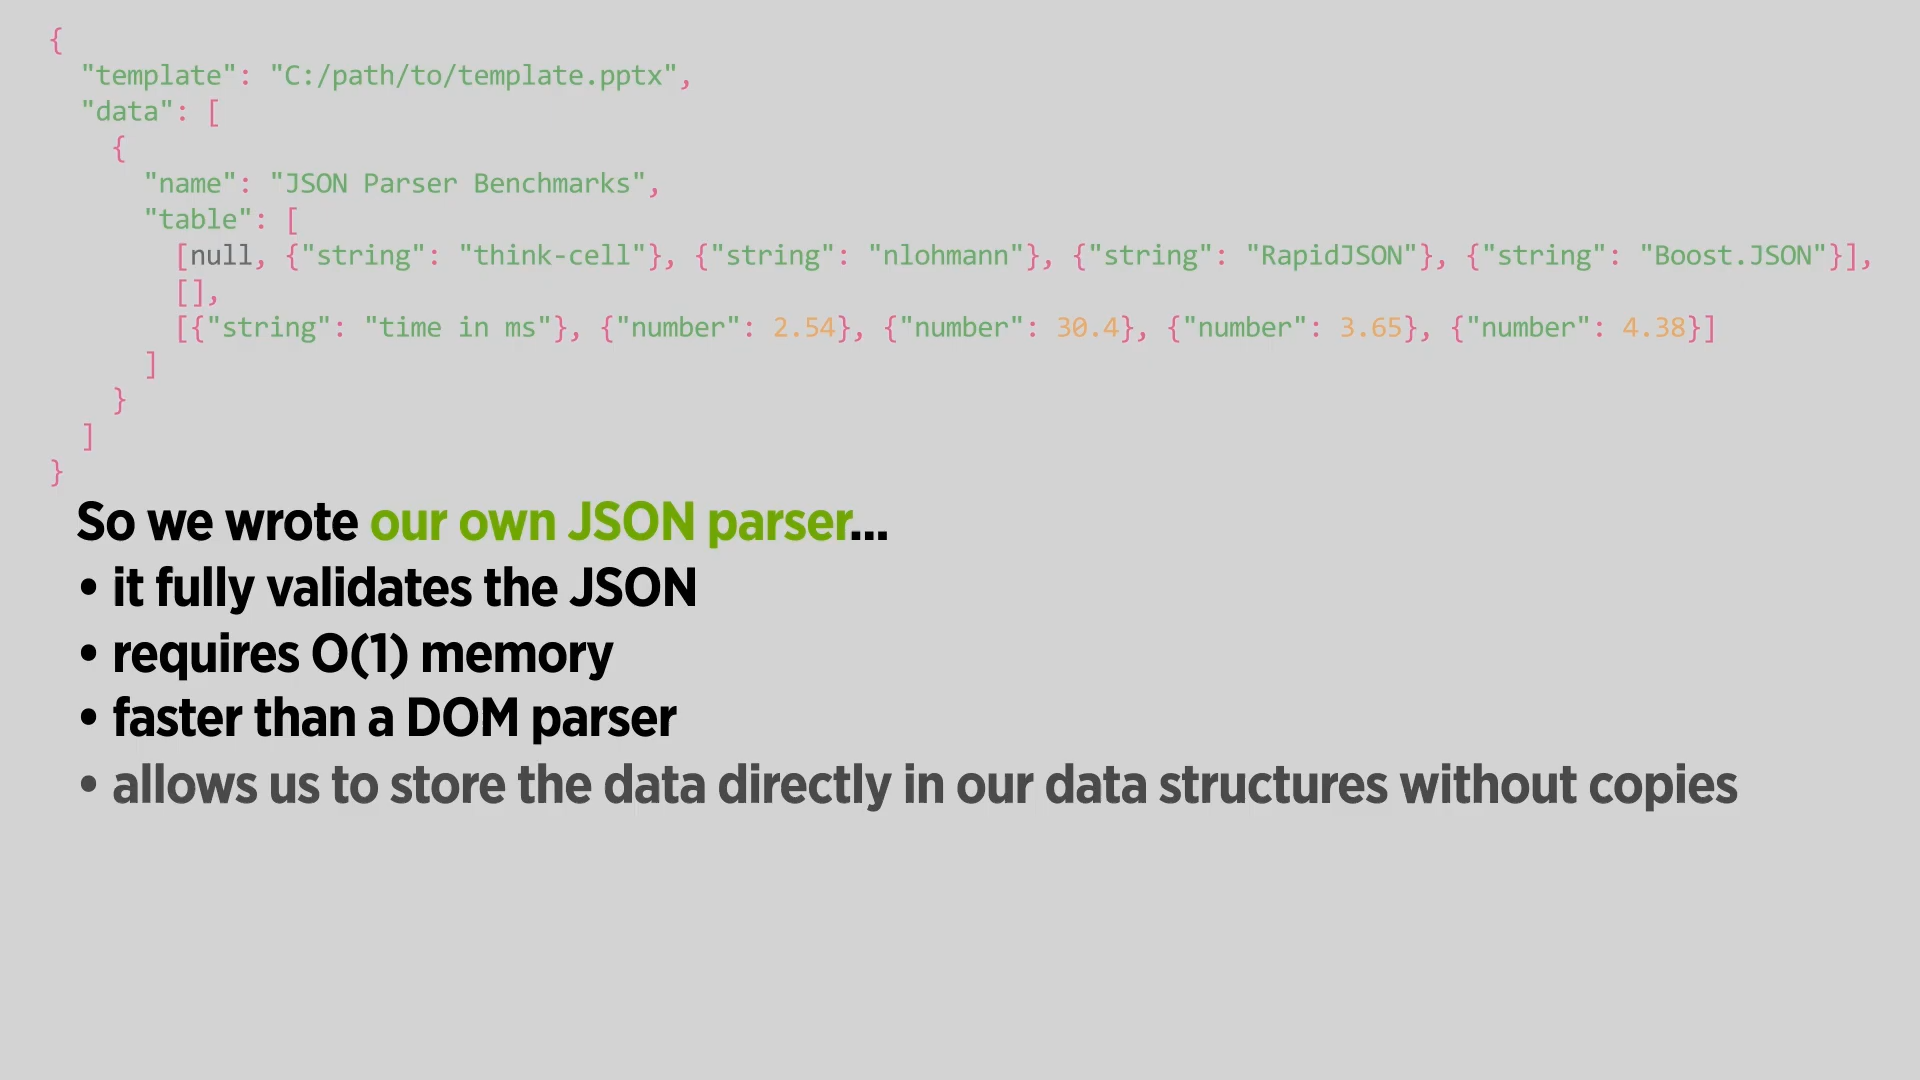 {
  "template": "C:/path/to/template.pptx",
  "data": [
    {
      "name": "JSON Parser Benchmarks",
      "table": [
        [null, {"string": "think-cell"}, {"string": "nlohmann"}, {"string": "RapidJSON"}, {"string": "Boost.JSON"}],
        [],
        [{"string": "time in ms"}, {"number": 2.54}, {"number": 30.4}, {"number": 3.65}, {"number": 4.38}]
      ]
    }
  ]
}
So we wrote our own JSON parser...
• it fully validates the JSON
• requires O(1) memory
• faster than a DOM parser
• allows us to store the data directly in our data structures without copies